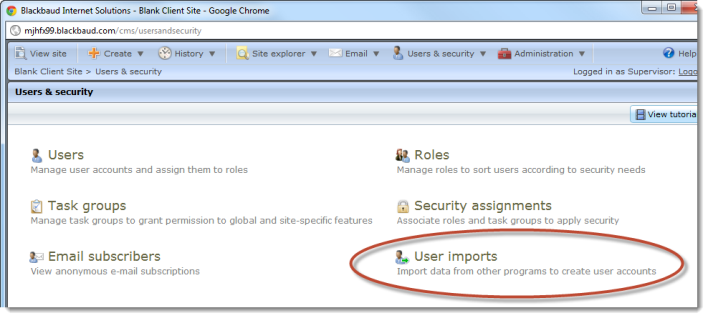 Blackbaud Internet Solutions - Blank Client Site - Google Chrome
mjhfx99.blackbaud.com/cms/usersandsecurity
View site Create History Site explorer Email Users & security Administration Help
Blank Client Site > Users & security Logged in as Supervisor: Logo
Users & security
View tutoria
Users Roles
Manage user accounts and assign them to roles Manage roles to sort users according to security needs
Task groups Security assignments
Manage task groups to grant permission to global and site-specific features Associate roles and task groups to apply security
Email subscribers User imports
View anonymous e-mail subscriptions Import data from other programs to create user accounts